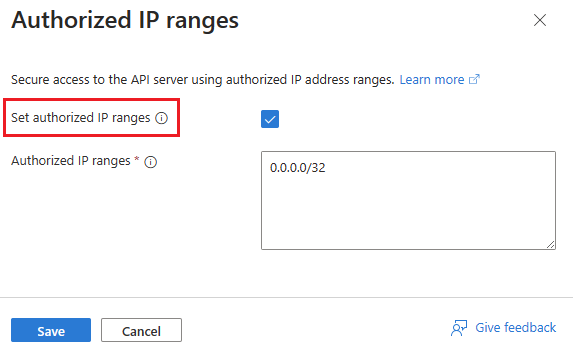 Authorized IP ranges
Secure access to the API server using authorized IP address ranges. Learn more
Set authorized IP ranges
Authorized IP ranges *
0.0.0.0/32
Save
Cancel
Give feedback